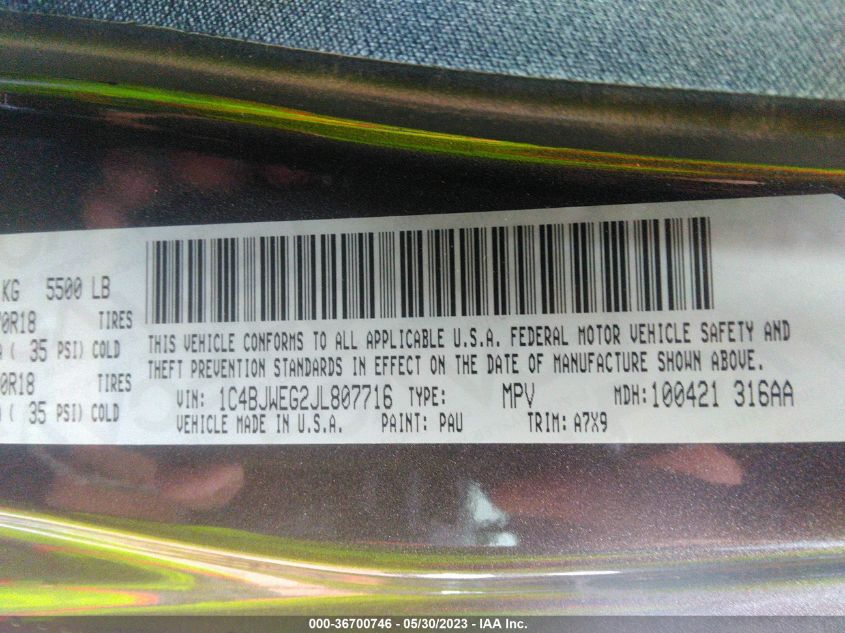 KG 5500 LB
0R18 TIRES
( 35 PSI) COLD
0R18 TIRES
( 35 PSI) COLD
THIS VEHICLE CONFORMS TO ALL APPLICABLE U.S.A. FEDERAL MOTOR VEHICLE SAFETY AND
THEFT PREVENTION STANDARDS IN EFFECT ON THE DATE OF MANUFACTURE SHOWN ABOVE.
VIN: 1C4BJWEG2JL807716 TYPE: MPV MDH: 100421 316AA
VEHICLE MADE IN U.S.A. PAINT: PAU TRIM: A7X9
000-36700746 - 05/30/2023 - IAA Inc.